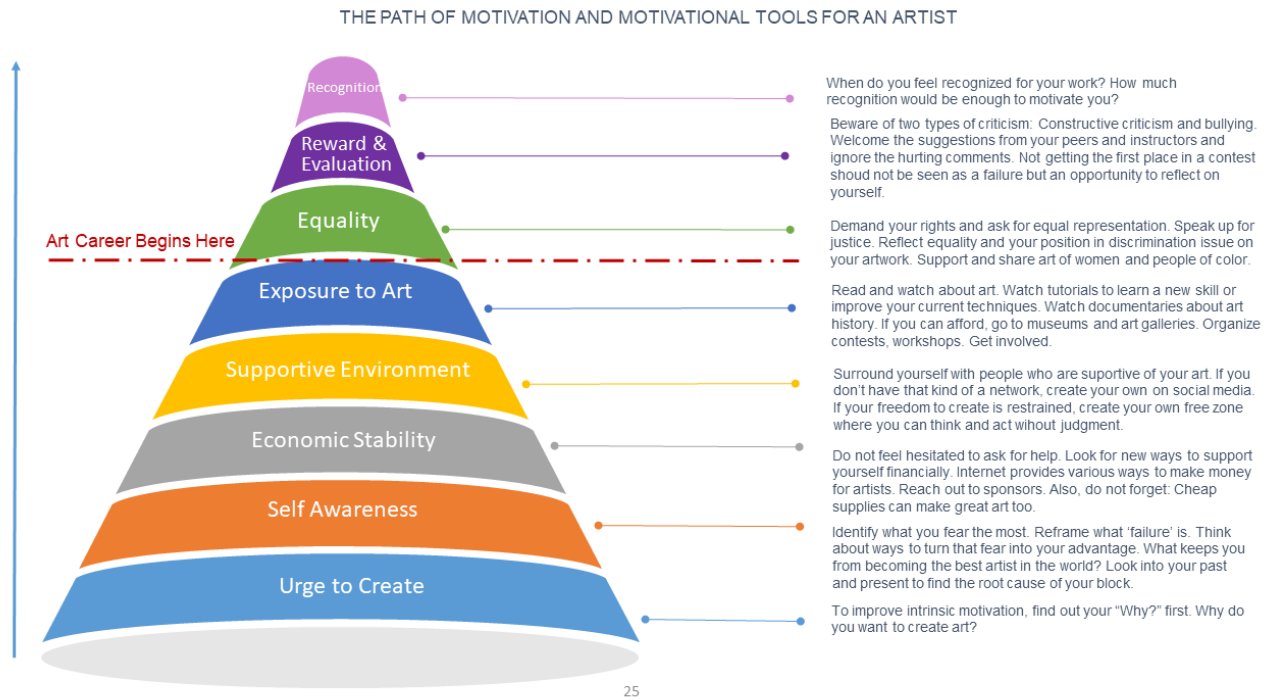 THE PATH OF MOTIVATION AND MOTIVATIONAL TOOLS FOR AN ARTIST
Recognition
When do you feel recognized for your work? How much
recognition would be enough to motivate you?
Reward &
Evaluation
Beware of two types of criticism: Constructive criticism and bullying.
Welcome the suggestions from your peers and instructors and
ignore the hurting comments. Not getting the first place in a contest
shoud not be seen as a failure but an opportunity to reflect on
yourself.
Equality
Demand your rights and ask for equal representation. Speak up for
justice. Reflect equality and your position in discrimination issue on
your artwork. Support and share art of women and people of color.
Art Career Begins Here
Exposure to Art
Read and watch about art. Watch tutorials to learn a new skill or
improve your current techniques. Watch documentaries about art
history. If you can afford, go to museums and art galleries. Organize
contests, workshops. Get involved.
Supportive Environment
Surround yourself with people who are suportive of your art. If you
don't have that kind of a network, create your own on social media.
If your freedom to create is restrained, create your own free zone
where you can think and act wihout judgment.
Economic Stability
Do not feel hesitated to ask for help. Look for new ways to support
yourself financially. Internet provides various ways to make money
for artists. Reach out to sponsors. Also, do not forget: Cheap
supplies can make great art too.
Self Awareness
Identify what you fear the most. Reframe what 'failure' is. Think
about ways to turn that fear into your advantage. What keeps you
from becoming the best artist in the world? Look into your past
and present to find the root cause of your block.
Urge to Create
To improve intrinsic motivation, find out your "Why?" first. Why do
you want to create art?
25